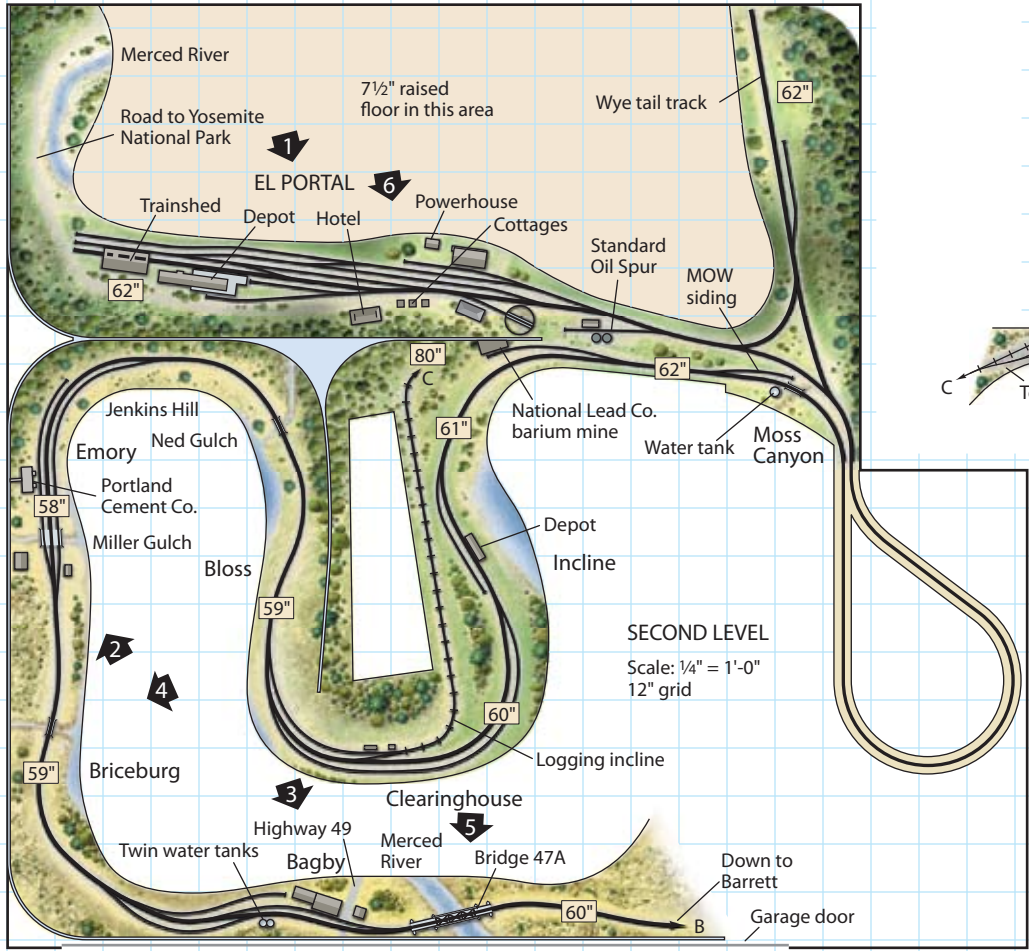 Merced River
7½" raised
floor in this area
Wye tail track
62"
Road to Yosemite
National Park
1
EL PORTAL
6
Trainshed
Depot
Hotel
Powerhouse
Cottages
Standard
Oil Spur
MOW
siding
62"
80"
C
62"
C
Jenkins Hill
Ned Gulch
Emory
61"
National Lead Co.
barium mine
Water tank
Moss
Canyon
Portland
Cement Co.
58"
Miller Gulch
Depot
Incline
Bloss
59"
2
4
SECOND LEVEL
Scale: ¼" = 1'-0"
12" grid
60"
Logging incline
59"
Briceburg
3
Clearinghouse
5
Highway 49
Twin water tanks
Bagby
Merced
River
Bridge 47A
Down to
Barrett
60"
B
Garage door